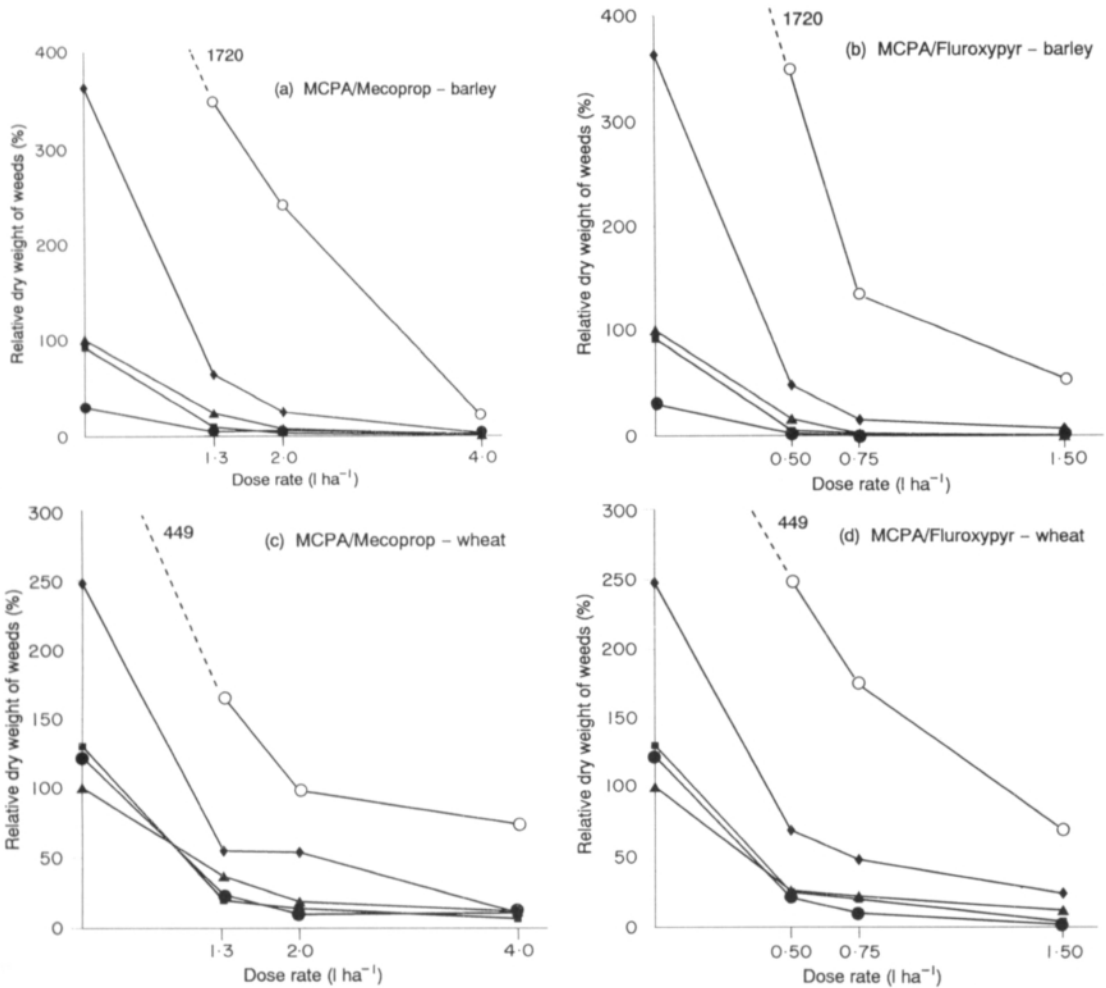 1720
400
(a) MCPA/Mecoprop – barley
300
200
100
0
Relative dry weight of weeds (%)
1·3 2·0 4·0
Dose rate (l ha⁻¹)
1720
400
(b) MCPA/Fluroxypyr – barley
300
200
100
0
Relative dry weight of weeds (%)
0·50 0·75 1·50
Dose rate (l ha⁻¹)
300
449
(c) MCPA/Mecoprop – wheat
250
200
150
100
50
0
Relative dry weight of weeds (%)
1·3 2·0 4·0
Dose rate (l ha⁻¹)
300
449
(d) MCPA/Fluroxypyr – wheat
250
200
150
100
50
0
Relative dry weight of weeds (%)
0·50 0·75 1·50
Dose rate (l ha⁻¹)